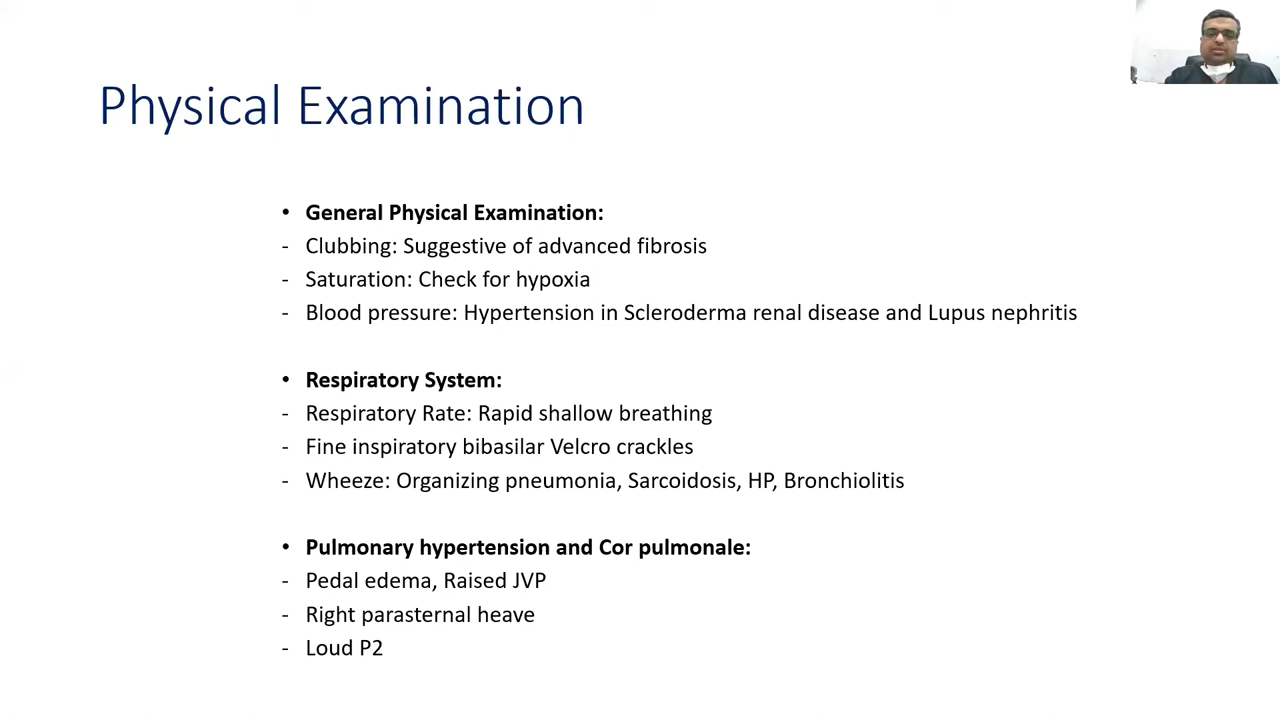 Physical Examination
• General Physical Examination:
- Clubbing: Suggestive of advanced fibrosis
- Saturation: Check for hypoxia
- Blood pressure: Hypertension in Scleroderma renal disease and Lupus nephritis
• Respiratory System:
- Respiratory Rate: Rapid shallow breathing
- Fine inspiratory bibasilar Velcro crackles
- Wheeze: Organizing pneumonia, Sarcoidosis, HP, Bronchiolitis
• Pulmonary hypertension and Cor pulmonale:
- Pedal edema, Raised JVP
- Right parasternal heave
- Loud P2